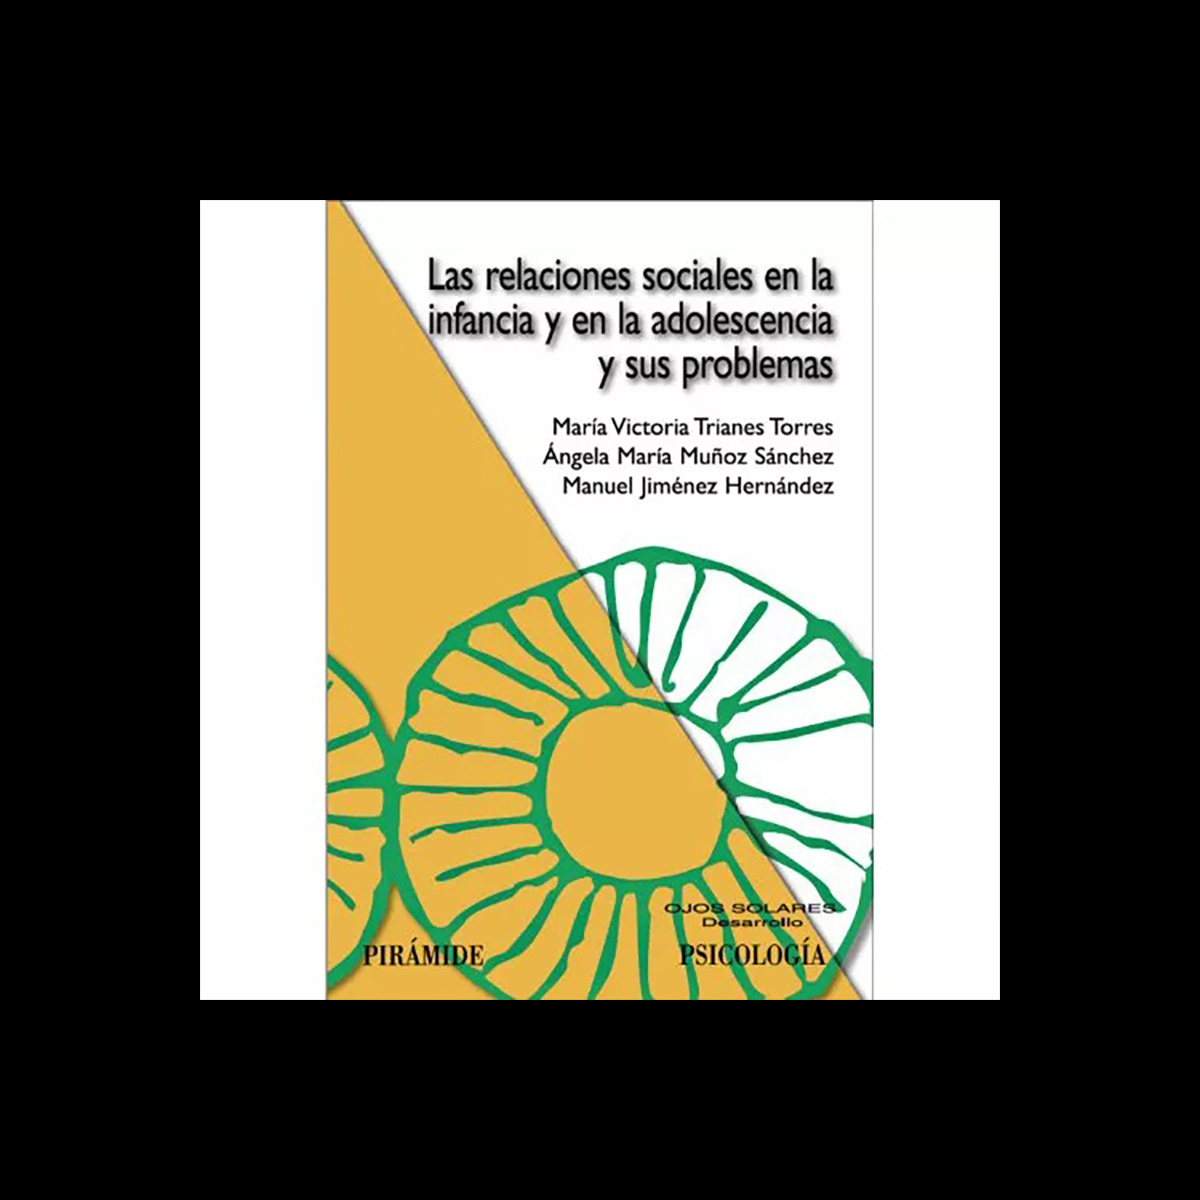 Las relaciones sociales en la
infancia y en la adolescencia
y sus problemas
María Victoria Trianes Torres
Ángela María Muñoz Sánchez
Manuel Jiménez Hernández
OJOS SOLARES
Desarrollo
PIRÁMIDE
PSICOLOGÍA